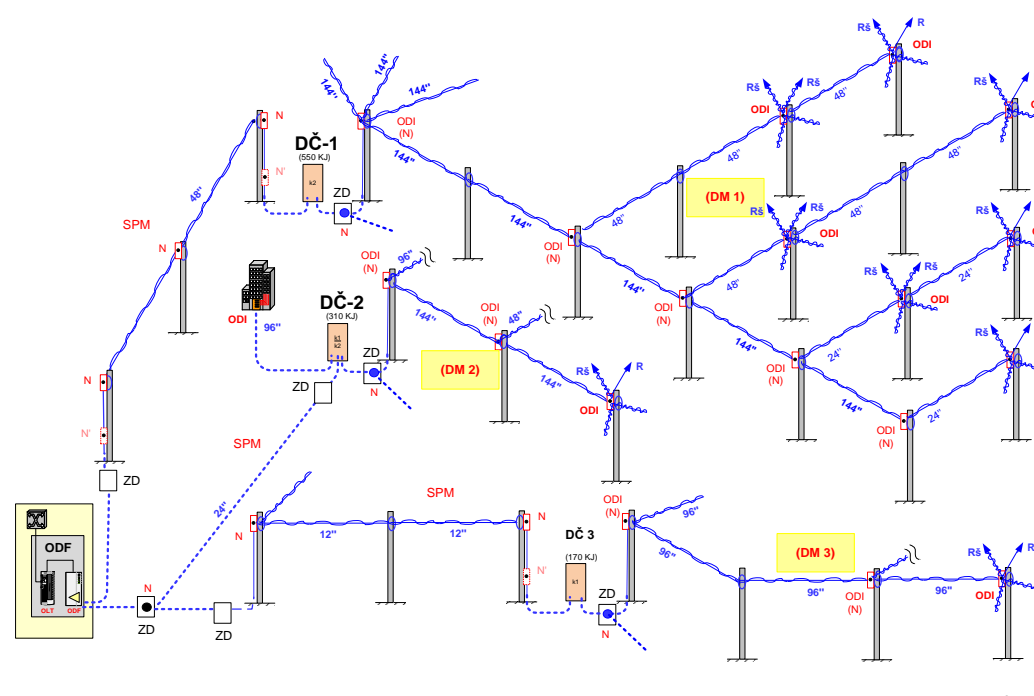 Rš
R
ODI
144"
144"
144"
48"
Rš
Rš
ODI
N
ODI
(N)
DČ-1
(550 KJ)
k2
N'
144"
48"
ZD
N
48"
SPM
N
(DM 1)
48"
Rš
Rš
ODI
144"
48"
ODI
(N)
ODI
(N)
96"
144"
48"
Rš
Rš
ODI
24"
ODI
96"
DČ-2
(310 KJ)
k1
k2
144"
ODI
(N)
48"
ODI
(N)
144"
24"
ZD
N
(DM 2)
144"
Rš
R
ODI
ODI
(N)
144"
24"
ODI
(N)
N
N'
ZD
ZD
SPM
24"
SPM
N
12"
12"
N
N'
ODI
(N)
96"
96"
DČ 3
(170 KJ)
k1
ZD
N
(DM 3)
96"
ODI
(N)
96"
Rš
R
ODI
ODF
OLT
ODF
N
ZD
ZD